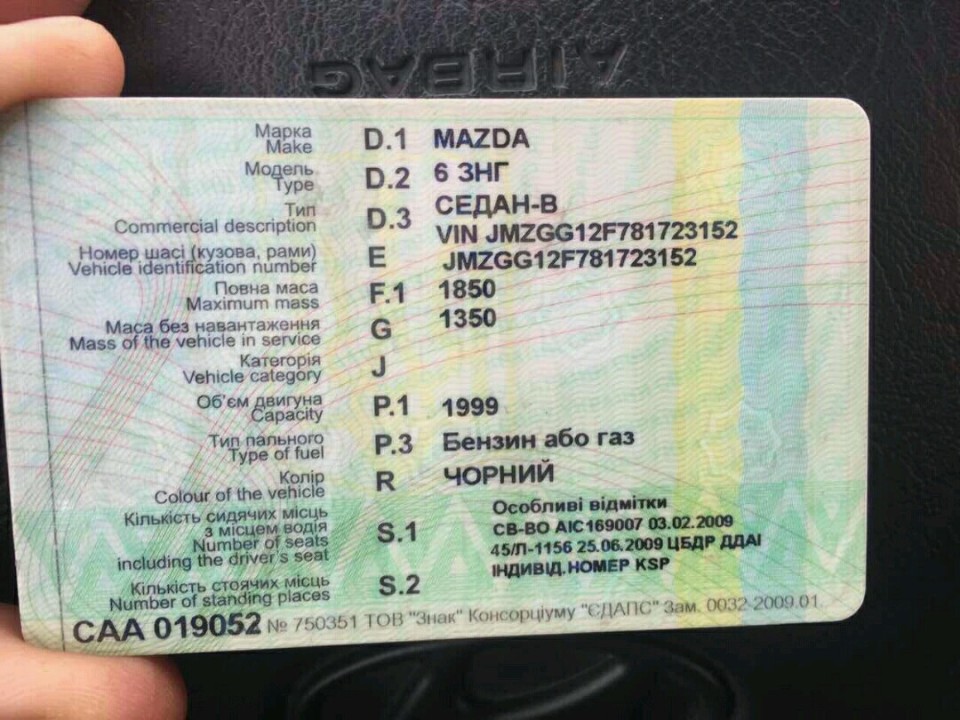 AIRBAG
Марка
Make
D.1 MAZDA
Модель
Type
D.2 6 ЗНГ
Тип
Commercial description
D.3 СЕДАН-В
VIN JMZGG12F781723152
Номер шасі (кузова, рами)
Vehicle identification number
E JMZGG12F781723152
Повна маса
Maximum mass
F.1 1850
Маса без навантаження
Mass of the vehicle in service
G 1350
Категорія
Vehicle category
J
Об'єм двигуна
Capacity
P.1 1999
Тип пального
Type of fuel
P.3 Бензин або газ
Колір
Colour of the vehicle
R ЧОРНИЙ
Кількість сидячих місць
з місцем водія
Number of seats
including the driver's seat
S.1
Особливі відмітки
СВ-ВО АІС169007 03.02.2009
45/Л-1156 25.06.2009 ЦБДР ДДАІ
ІНДИВІД.НОМЕР KSP
Кількість стоячих місць
Number of standing places
S.2
САА 019052 № 750351 ТОВ "Знак" Консорціуму "ЄДАПС" Зам. 0032-2009.01